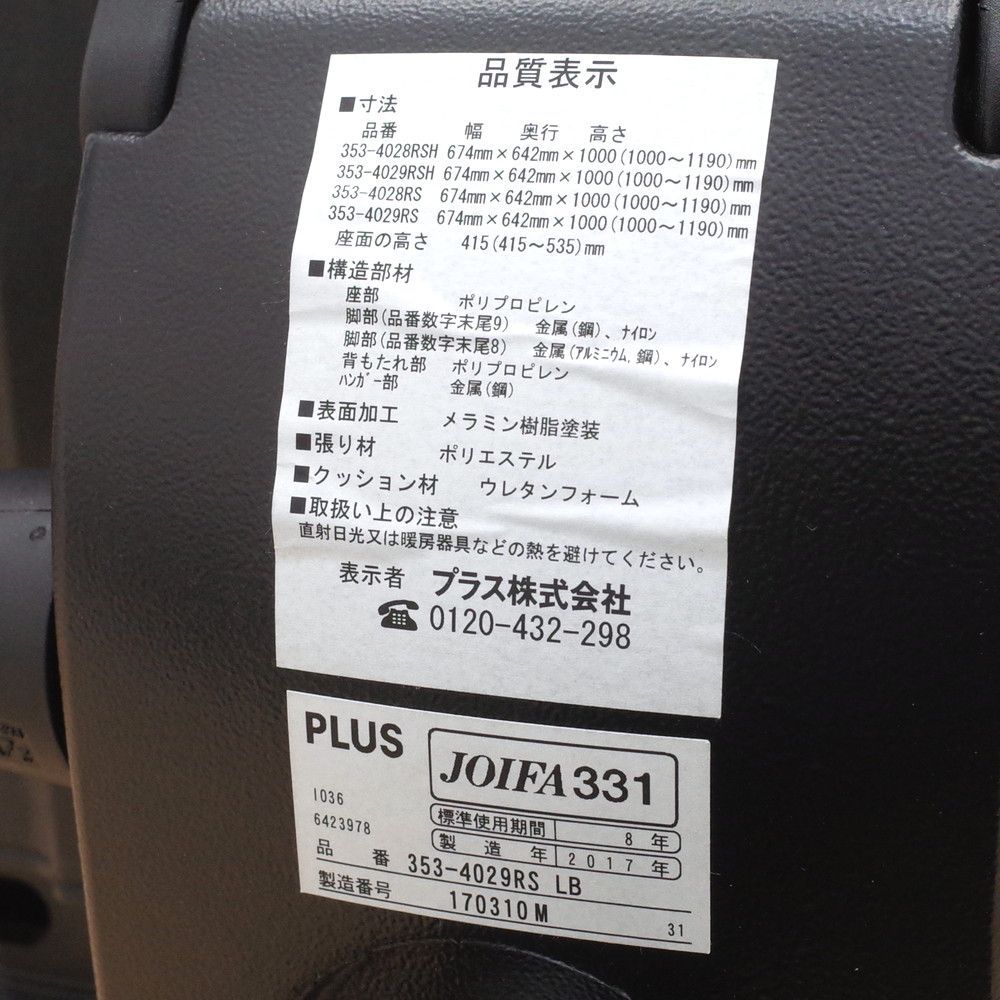 品質表示
■寸法
品番 幅 奥行 高さ
353-4028RSH 674mm×642mm×1000(1000～1190)mm
353-4029RSH 674mm×642mm×1000(1000～1190)mm
353-4028RS 674mm×642mm×1000(1000～1190)mm
353-4029RS 674mm×642mm×1000(1000～1190)mm
座面の高さ 415(415～535)mm
■構造部材
座部 ポリプロピレン
脚部(品番数字末尾9) 金属(鋼)、ﾅｲﾛﾝ
脚部(品番数字末尾8) 金属(ｱﾙﾐﾆｳﾑ,鋼)、ﾅｲﾛﾝ
背もたれ部 ポリプロピレン
ﾊﾝｶﾞｰ部 金属(鋼)
■表面加工 メラミン樹脂塗装
■張り材 ポリエステル
■クッション材 ウレタンフォーム
■取扱い上の注意
直射日光又は暖房器具などの熱を避けてください。
表示者 プラス株式会社
☎ 0120-432-298
PLUS JOIFA 331
1036
標準使用期間 8年
6423978
製造年 2017年
品番 353-4029RS LB
製造番号 170310M
31